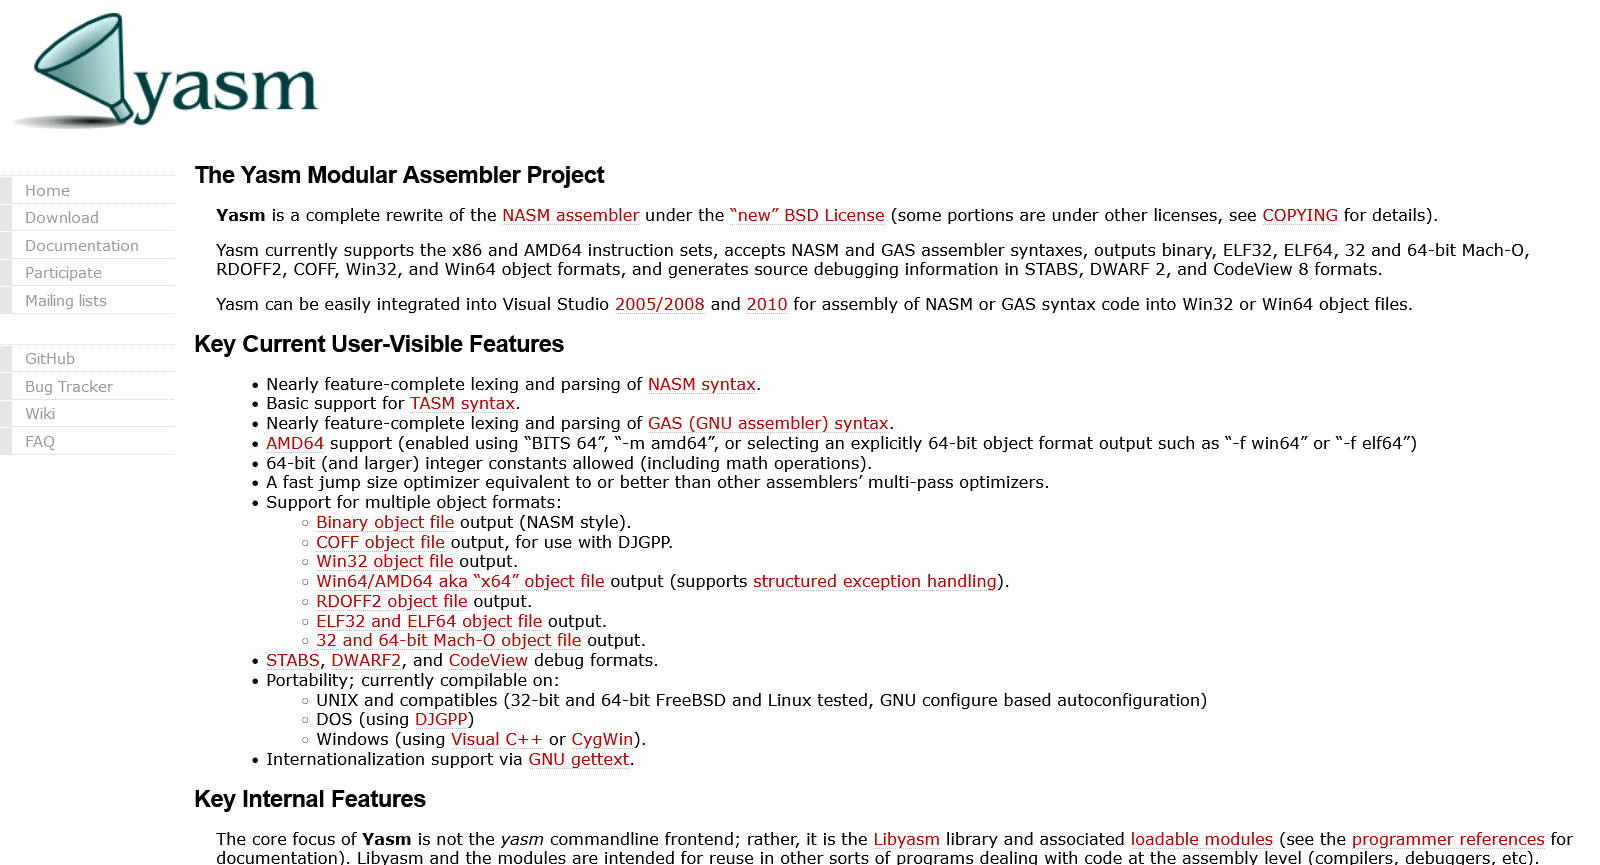 yasm
Home
Download
Documentation
Participate
Mailing lists
GitHub
Bug Tracker
Wiki
FAQ
The Yasm Modular Assembler Project
Yasm is a complete rewrite of the NASM assembler under the “new” BSD License (some portions are under other licenses, see COPYING for details).
Yasm currently supports the x86 and AMD64 instruction sets, accepts NASM and GAS assembler syntaxes, outputs binary, ELF32, ELF64, 32 and 64-bit Mach-O,
RDOFF2, COFF, Win32, and Win64 object formats, and generates source debugging information in STABS, DWARF 2, and CodeView 8 formats.
Yasm can be easily integrated into Visual Studio 2005/2008 and 2010 for assembly of NASM or GAS syntax code into Win32 or Win64 object files.
Key Current User-Visible Features
• Nearly feature-complete lexing and parsing of NASM syntax.
• Basic support for TASM syntax.
• Nearly feature-complete lexing and parsing of GAS (GNU assembler) syntax.
• AMD64 support (enabled using “BITS 64”, “-m amd64”, or selecting an explicitly 64-bit object format output such as “-f win64” or “-f elf64”)
• 64-bit (and larger) integer constants allowed (including math operations).
• A fast jump size optimizer equivalent to or better than other assemblers’ multi-pass optimizers.
• Support for multiple object formats:
◦ Binary object file output (NASM style).
◦ COFF object file output, for use with DJGPP.
◦ Win32 object file output.
◦ Win64/AMD64 aka “x64” object file output (supports structured exception handling).
◦ RDOFF2 object file output.
◦ ELF32 and ELF64 object file output.
◦ 32 and 64-bit Mach-O object file output.
• STABS, DWARF2, and CodeView debug formats.
• Portability; currently compilable on:
◦ UNIX and compatibles (32-bit and 64-bit FreeBSD and Linux tested, GNU configure based autoconfiguration)
◦ DOS (using DJGPP)
◦ Windows (using Visual C++ or CygWin).
• Internationalization support via GNU gettext.
Key Internal Features
The core focus of Yasm is not the yasm commandline frontend; rather, it is the Libyasm library and associated loadable modules (see the programmer references for
documentation). Libyasm and the modules are intended for reuse in other sorts of programs dealing with code at the assembly level (compilers, debuggers, etc).